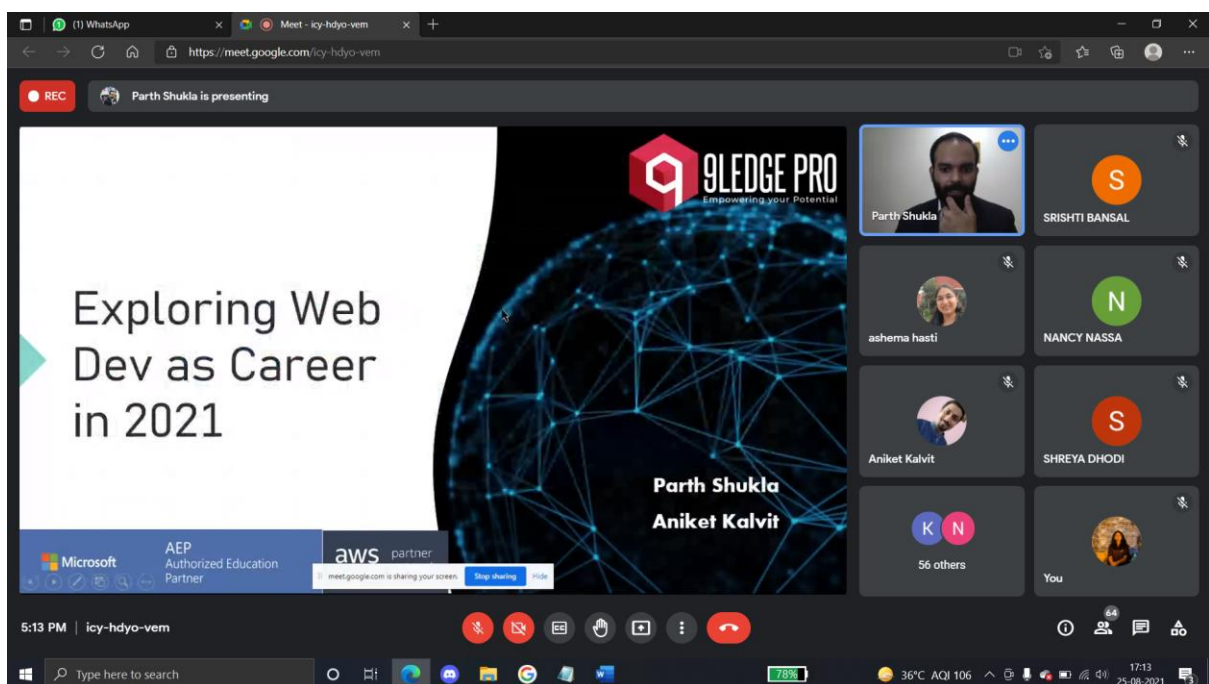 (1) WhatsApp
Meet - icy-hdyo-vem
https://meet.google.com/icy-hdyo-vem
REC
Parth Shukla is presenting
9LEDGE PRO
Empowering your Potential
Exploring Web
Dev as Career
in 2021
Parth Shukla
Aniket Kalvit
Microsoft
AEP
Authorized Education
Partner
aws partner
meet.google.com is sharing your screen. Stop sharing Hide
Parth Shukla
S
SRISHTI BANSAL
ashema hasti
N
NANCY NASSA
Aniket Kalvit
S
SHREYA DHODI
K N
56 others
You
5:13 PM | icy-hdyo-vem
CC
64
Type here to search
78%
36°C AQI 106
17:13
25-08-2021
3